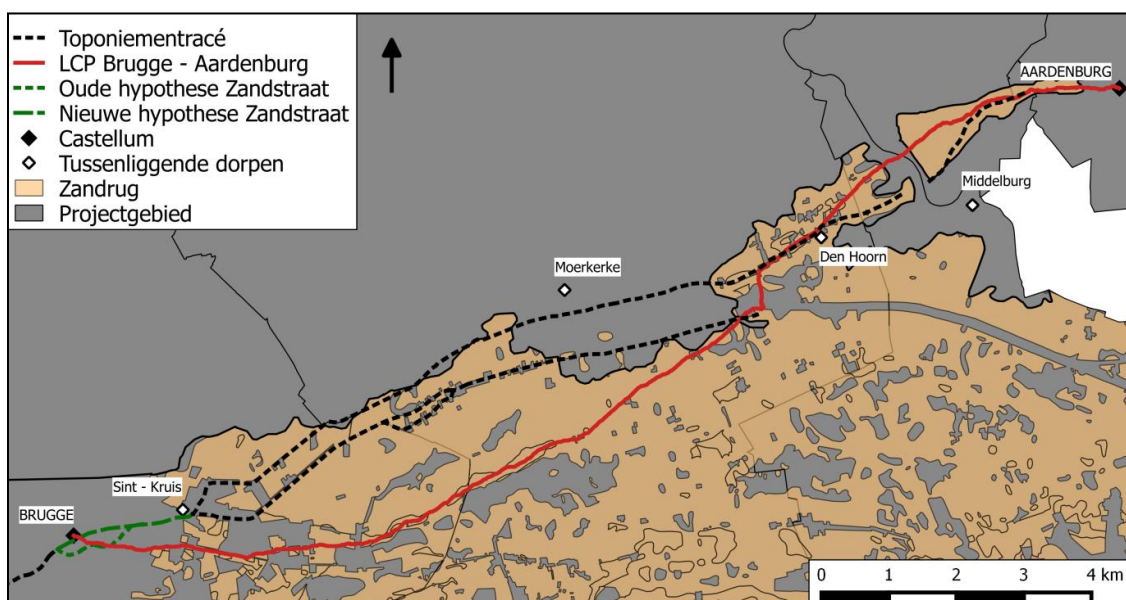 Toponiementracé
LCP Brugge - Aardenburg
Oude hypothese Zandstraat
Nieuwe hypothese Zandstraat
Castellum
Tussenliggende dorpen
Zandrug
Projectgebied
AARDENBURG
Middelburg
Den Hoorn
Moerkerke
Sint - Kruis
BRUGGE
0 1 2 3 4 km